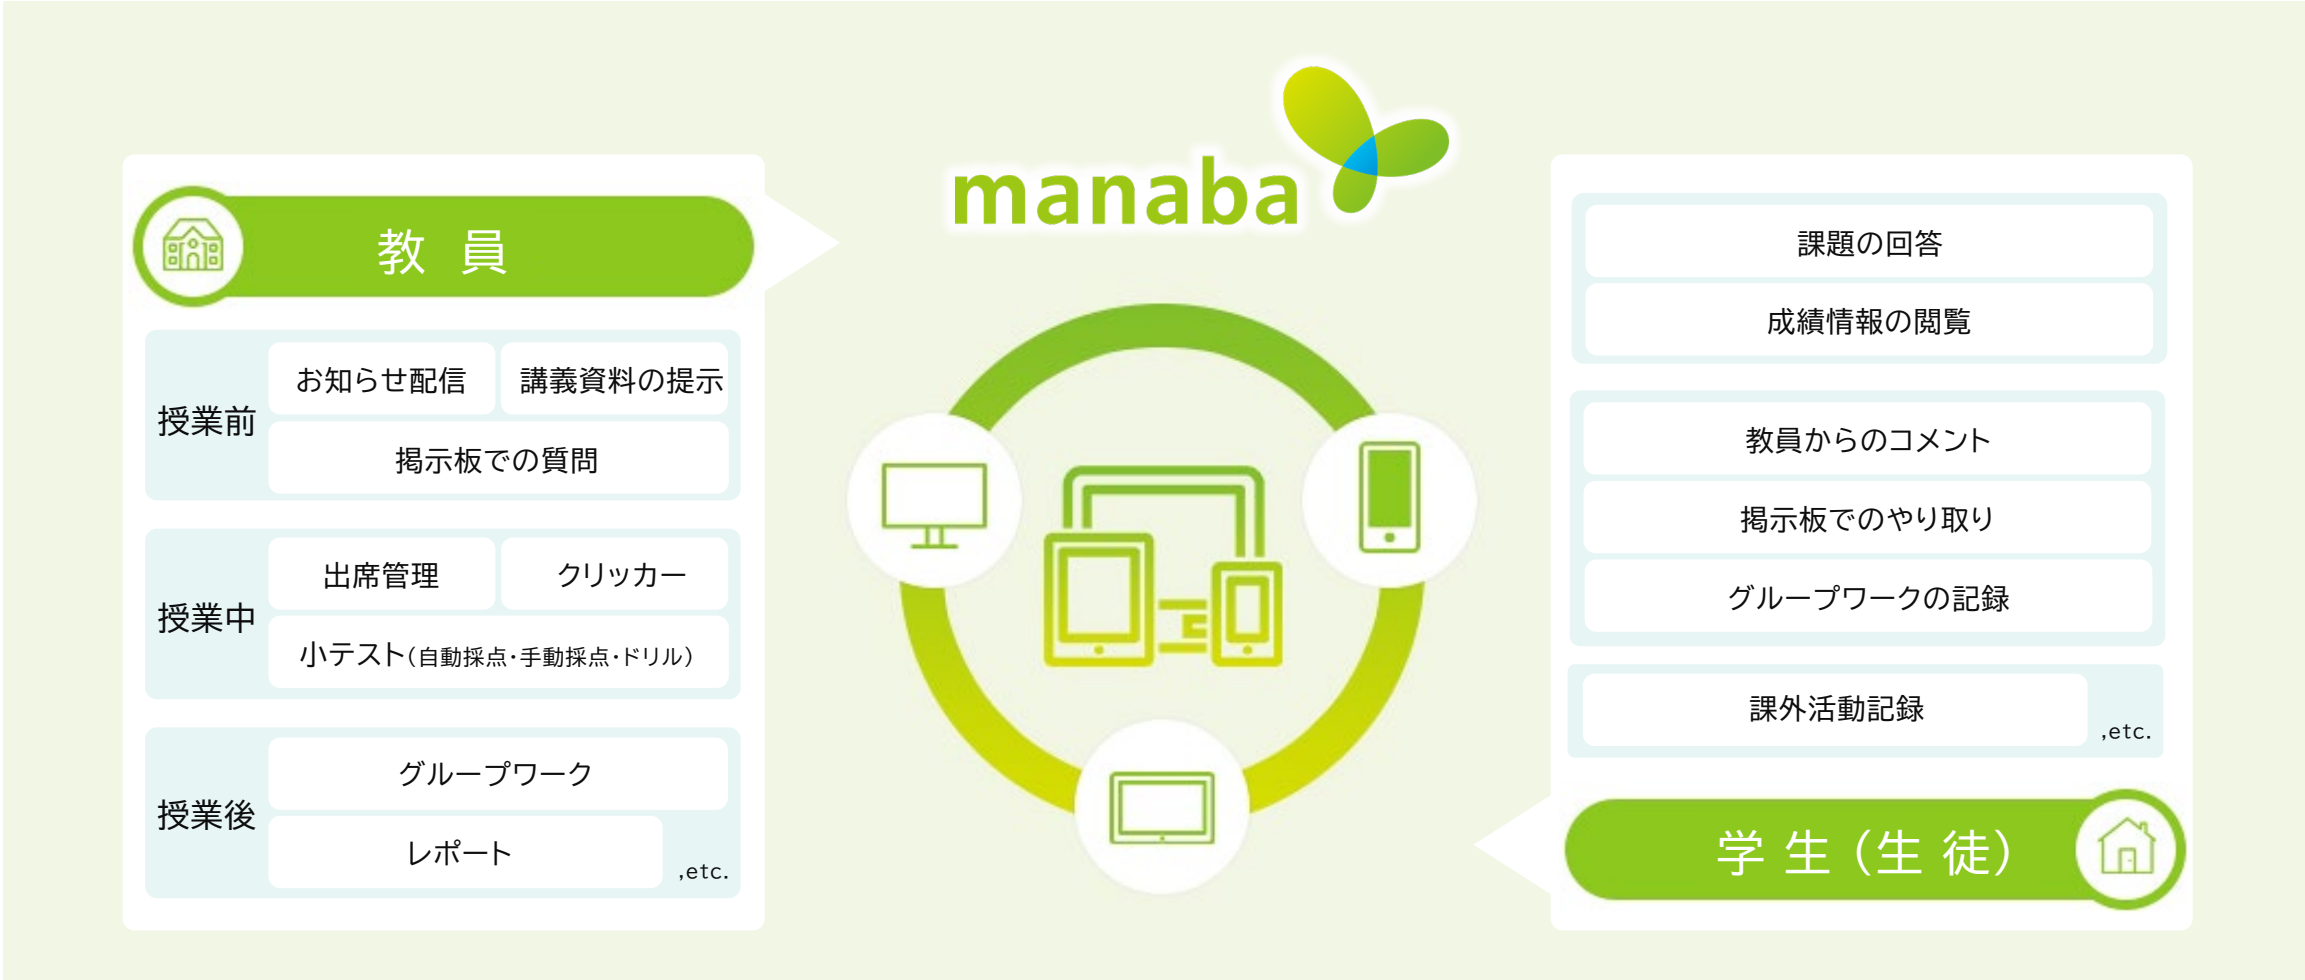 manaba
教 員
授業前
お知らせ配信
講義資料の提示
掲示板での質問
授業中
出席管理
クリッカー
小テスト(自動採点・手動採点・ドリル)
授業後
グループワーク
レポート
,etc.
課題の回答
成績情報の閲覧
教員からのコメント
掲示板でのやり取り
グループワークの記録
課外活動記録
,etc.
学 生(生 徒)